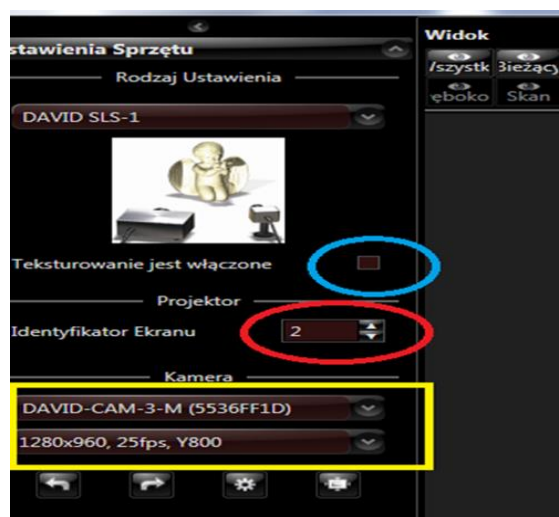 Widok
stawienia Sprzętu
/szystk 3ieżący
Rodzaj Ustawienia
ęboko Skan
DAVID SLS-1
Teksturowanie jest włączone
Projektor
Identyfikator Ekranu 2
Kamera
DAVID-CAM-3-M (5536FF1D)
1280x960, 25fps, Y800